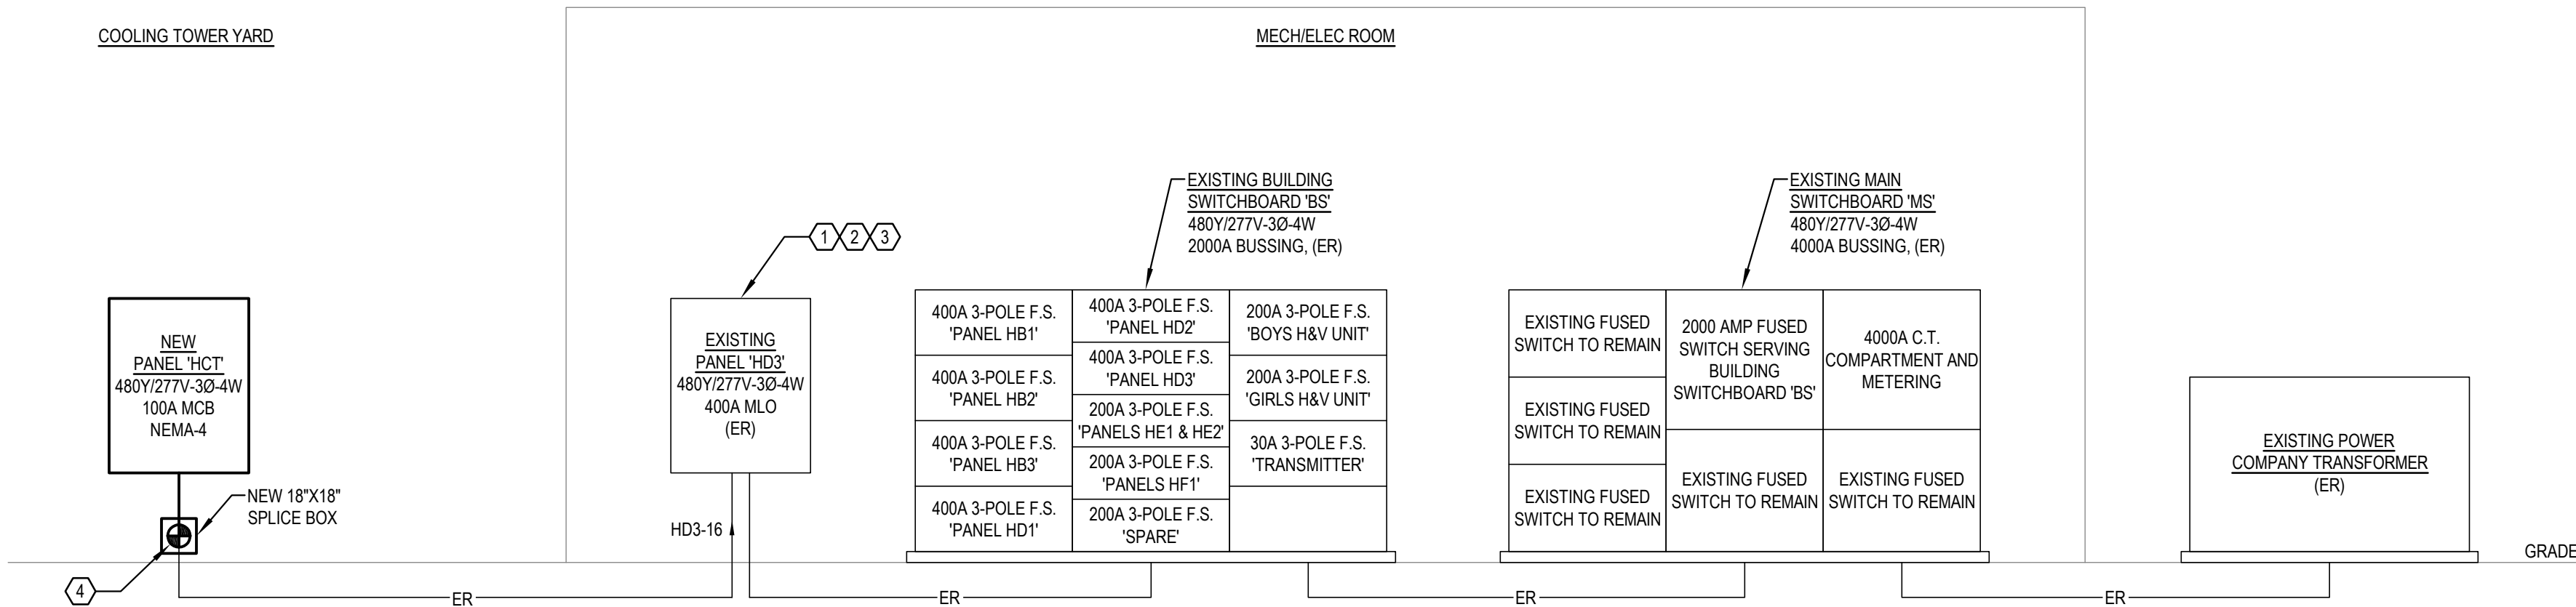 COOLING TOWER YARD
MECH/ELEC ROOM
EXISTING BUILDING
SWITCHBOARD 'BS'
480Y/277V-3Ø-4W
2000A BUSSING, (ER)
EXISTING MAIN
SWITCHBOARD 'MS'
480Y/277V-3Ø-4W
4000A BUSSING, (ER)
1 2 3
NEW
PANEL 'HCT'
480Y/277V-3Ø-4W
100A MCB
NEMA-4
NEW 18"X18"
SPLICE BOX
4
EXISTING
PANEL 'HD3'
480Y/277V-3Ø-4W
400A MLO
(ER)
HD3-16
400A 3-POLE F.S.
'PANEL HB1'
400A 3-POLE F.S.
'PANEL HB2'
400A 3-POLE F.S.
'PANEL HB3'
400A 3-POLE F.S.
'PANEL HD1'
400A 3-POLE F.S.
'PANEL HD2'
400A 3-POLE F.S.
'PANEL HD3'
200A 3-POLE F.S.
'PANELS HE1 & HE2'
200A 3-POLE F.S.
'PANELS HF1'
200A 3-POLE F.S.
'SPARE'
200A 3-POLE F.S.
'BOYS H&V UNIT'
200A 3-POLE F.S.
'GIRLS H&V UNIT'
30A 3-POLE F.S.
'TRANSMITTER'
EXISTING FUSED
SWITCH TO REMAIN
EXISTING FUSED
SWITCH TO REMAIN
EXISTING FUSED
SWITCH TO REMAIN
2000 AMP FUSED
SWITCH SERVING
BUILDING
SWITCHBOARD 'BS'
EXISTING FUSED
SWITCH TO REMAIN
4000A C.T.
COMPARTMENT AND
METERING
EXISTING FUSED
SWITCH TO REMAIN
EXISTING POWER
COMPANY TRANSFORMER
(ER)
GRADE
ER
ER
ER
ER